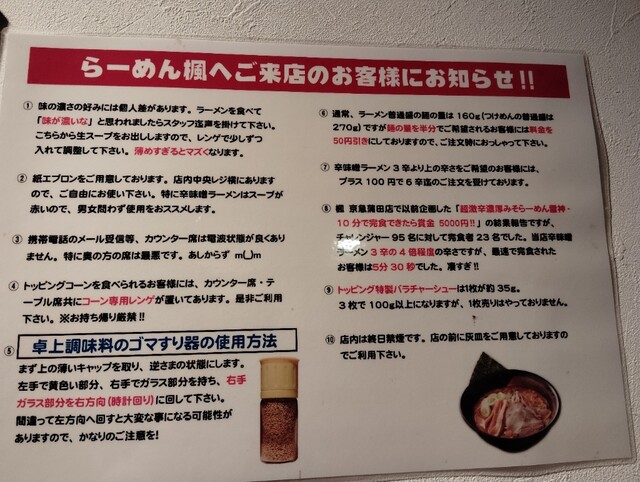 らーめん楓へご来店のお客様にお知らせ!!
① 味の濃さの好みには個人差があります。ラーメンを食べて
「味が濃いな」と思われましたらスタッフ迄声を掛けて下さい。
こちらから生スープをお出ししますので、レンゲで少しずつ
入れて調整して下さい。薄めすぎるとマズくなります。
② 紙エプロンをご用意しております。店内中央レジ横にあります
ので、ご自由にお使い下さい。特に辛味噌ラーメンはスープが
赤いので、男女問わず使用をおススメします。
③ 携帯電話のメール受信等、カウンター席は電波状態が良くあり
ません。特に奥の方の席は最悪です。あしからず m(_)m
④ トッピングコーンを食べられるお客様には、カウンター席・テ
ーブル席共にコーン専用レンゲが置いてあります。是非ご利用
下さい。※お持ち帰り厳禁!!
⑤ 卓上調味料のゴマすり器の使用方法
まず上の薄いキャップを取り、逆さまの状態にします。
左手で黄色い部分、右手でガラス部分を持ち、右手
ガラス部分を右方向(時計回り)に回して下さい。
間違って左方向へ回すと大変な事になる可能性が
ありますので、かなりのご注意を!
⑥ 通常、ラーメン普通盛の麺の量は160g(つけめんの普通盛は
270g)ですが麺の量を半分でご希望されるお客様には料金を
50円引きにしておりますので、ご注文時におっしゃって下さい。
⑦ 辛味噌ラーメン3辛より上の辛さをご希望のお客様には、
プラス100円で6辛迄のご注文を受けております。
⑧ 京急蒲田店で以前企画した「超激辛濃厚みそらーめん雷神・
10分で完食できたら賞金 5000円!!」の結果報告ですが、
チャレンジャー95名に対して完食者23名でした。当店辛味噌
ラーメン3辛の4倍程度の辛さですが、最速で完食された
お客様は5分30秒でした。凄すぎ!!
⑨ トッピング特製バラチャーシューは1枚が約35g。
3枚で100g以上になりますが、1枚売りはやっておりません。
⑩ 店内は終日禁煙です。店の前に灰皿をご用意しておりますの
でご利用下さい。